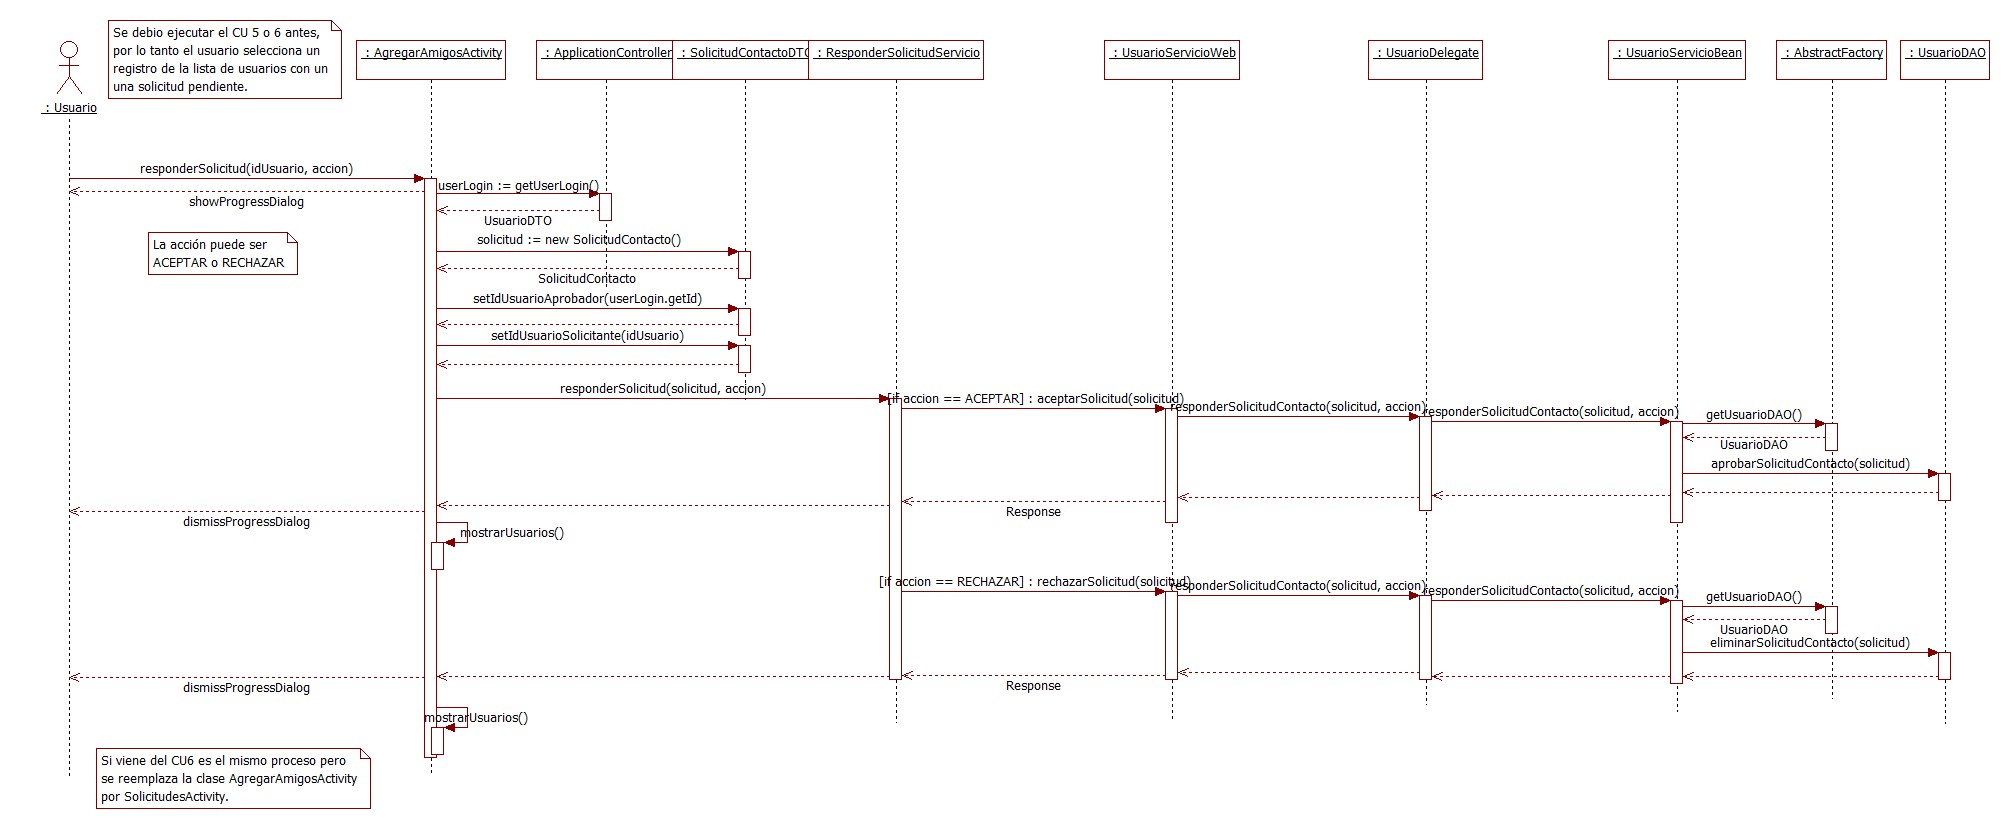 Se debio ejecutar el CU 5 o 6 antes,
por lo tanto el usuario selecciona un
registro de la lista de usuarios con un
una solicitud pendiente.
: Usuario
: AgregarAmigosActivity
: ApplicationController
: SolicitudContactoDTO
: ResponderSolicitudServicio
: UsuarioServicioWeb
: UsuarioDelegate
: UsuarioServicioBean
: AbstractFactory
: UsuarioDAO
responderSolicitud(idUsuario, accion)
showProgressDialog
userLogin := getUserLogin()
UsuarioDTO
La acción puede ser
ACEPTAR o RECHAZAR
solicitud := new SolicitudContacto()
SolicitudContacto
setIdUsuarioAprobador(userLogin.getId)
setIdUsuarioSolicitante(idUsuario)
responderSolicitud(solicitud, accion)
[if accion == ACEPTAR] : aceptarSolicitud(solicitud)
responderSolicitudContacto(solicitud, accion)
responderSolicitudContacto(solicitud, accion)
getUsuarioDAO()
UsuarioDAO
aprobarSolicitudContacto(solicitud)
Response
dismissProgressDialog
mostrarUsuarios()
[if accion == RECHAZAR] : rechazarSolicitud(solicitud)
responderSolicitudContacto(solicitud, accion)
responderSolicitudContacto(solicitud, accion)
getUsuarioDAO()
UsuarioDAO
eliminarSolicitudContacto(solicitud)
Response
dismissProgressDialog
mostrarUsuarios()
Si viene del CU6 es el mismo proceso pero
se reemplaza la clase AgregarAmigosActivity
por SolicitudesActivity.